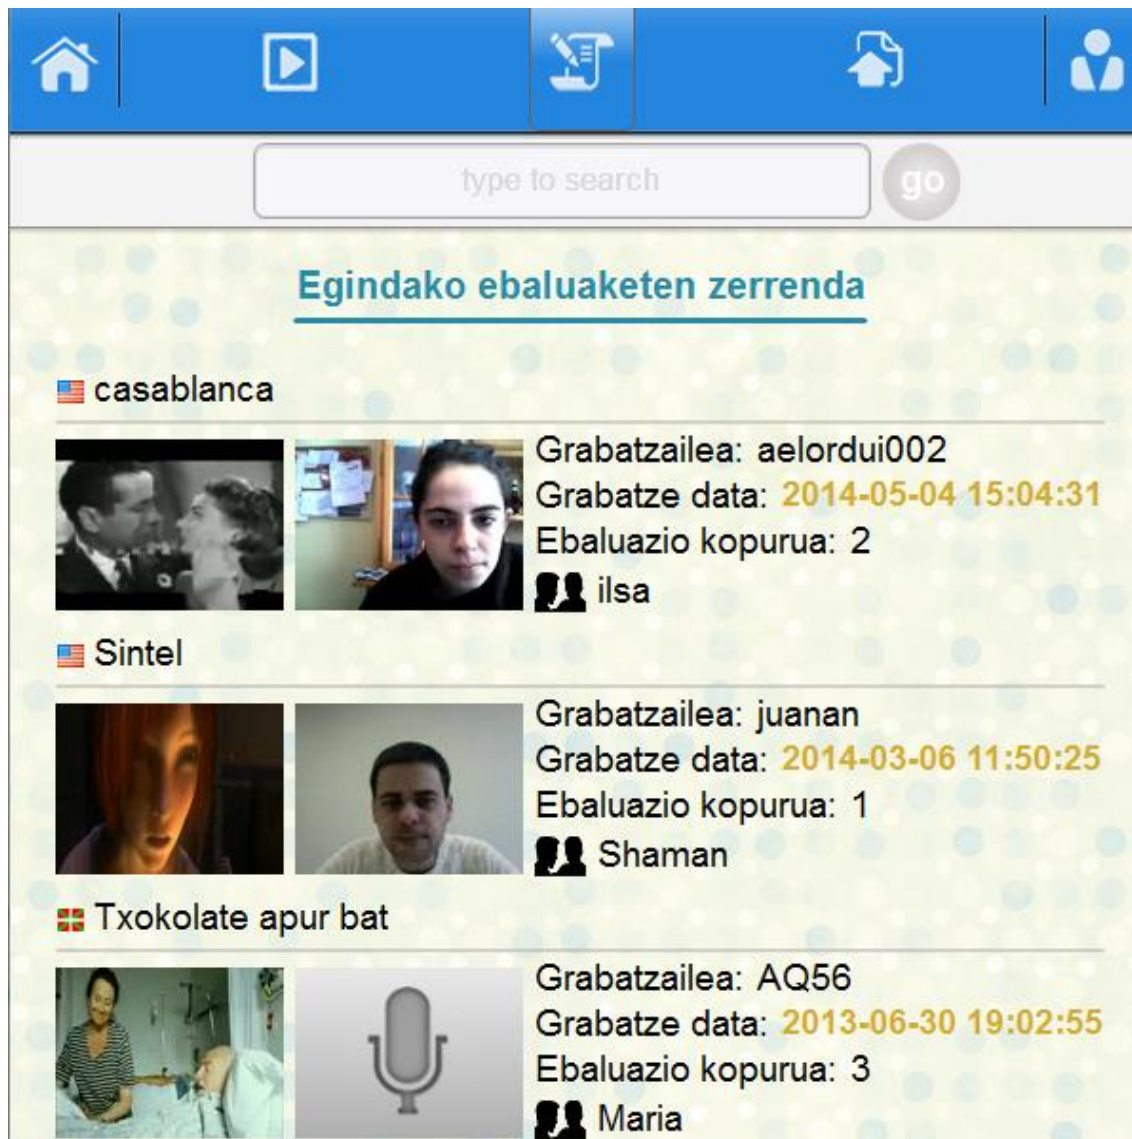 type to search
go
Egindako ebaluaketen zerrenda
casablanca
Grabatzailea: aelordui002
Grabatze data: 2014-05-04 15:04:31
Ebaluazio kopurua: 2
ilsa
Sintel
Grabatzailea: juanan
Grabatze data: 2014-03-06 11:50:25
Ebaluazio kopurua: 1
Shaman
Txokolate apur bat
Grabatzailea: AQ56
Grabatze data: 2013-06-30 19:02:55
Ebaluazio kopurua: 3
Maria